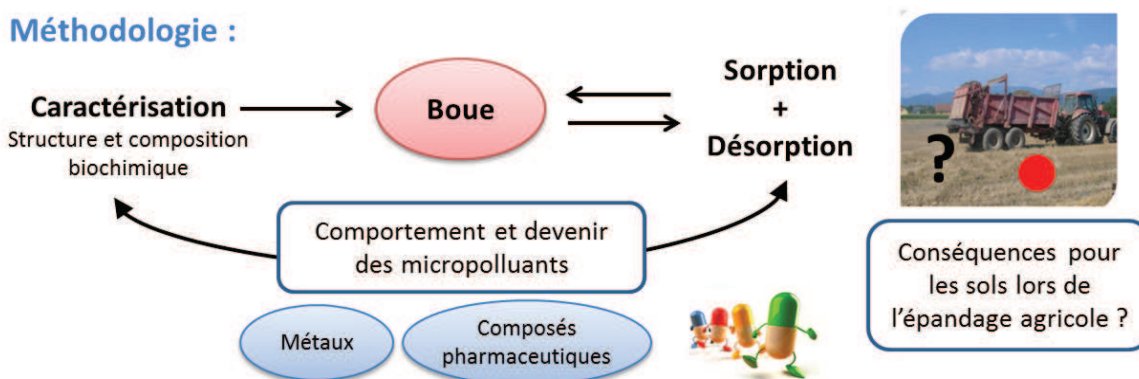 Méthodologie :
Caractérisation
Structure et composition
biochimique
Boue
Sorption
+
Désorption
Comportement et devenir
des micropolluants
Métaux
Composés
pharmaceutiques
?
Conséquences pour
les sols lors de
l'épandage agricole ?